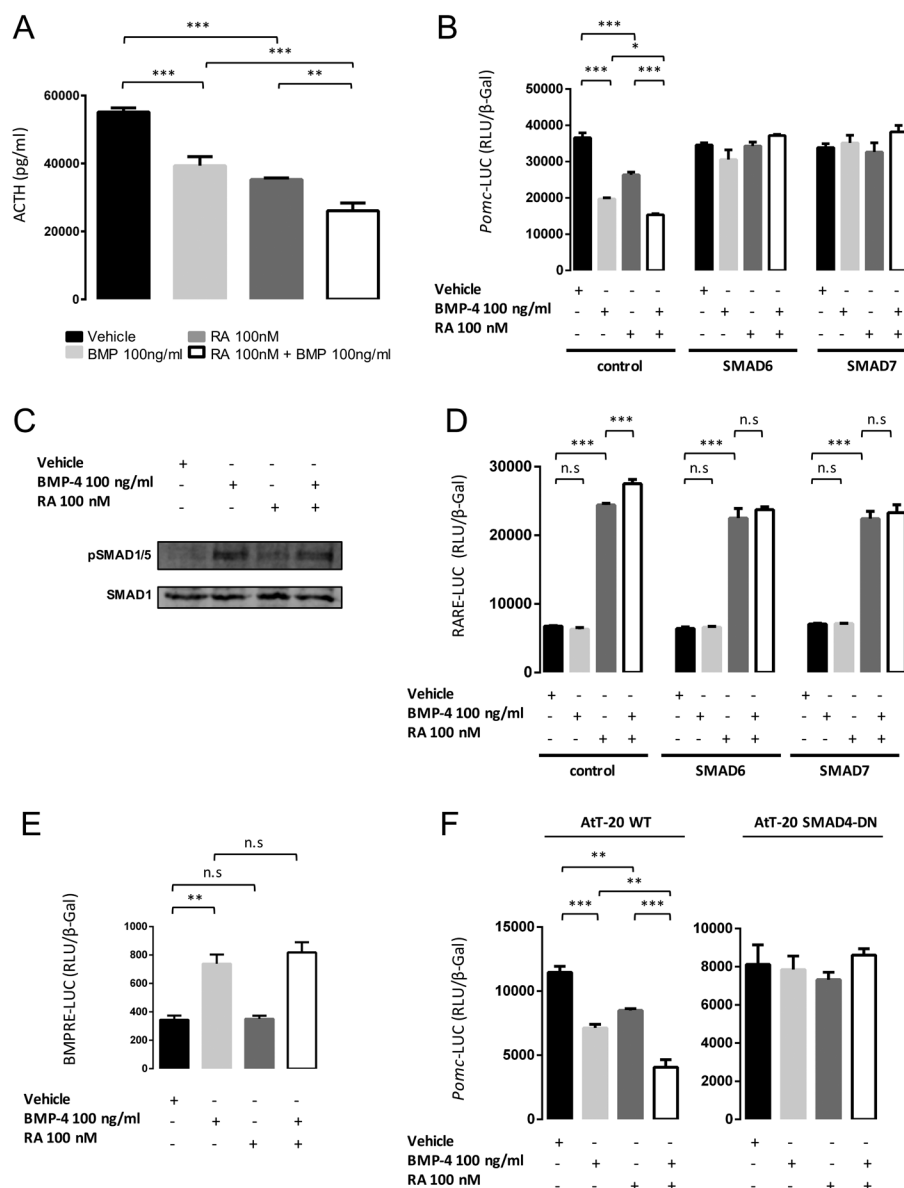 A
***
***
***
**
60000
40000
20000
0
ACTH (pg/ml)
Vehicle
RA 100nM
BMP 100ng/ml
RA 100nM + BMP 100ng/ml
B
***
*
***
***
50000
40000
30000
20000
10000
0
Pomc-LUC (RLU/β-Gal)
Vehicle + - - - + - - - + - - -
BMP-4 100 ng/ml - + - + - + - + - + - +
RA 100 nM - - + + - - + + - - + +
control SMAD6 SMAD7
C
Vehicle + - - -
BMP-4 100 ng/ml - + - +
RA 100 nM - - + +
pSMAD1/5
SMAD1
D
n.s n.s
***
*** *** ***
n.s n.s n.s
30000
20000
10000
0
RARE-LUC (RLU/β-Gal)
Vehicle + - - - + - - - + - - -
BMP-4 100 ng/ml - + - + - + - + - + - +
RA 100 nM - - + + - - + + - - + +
control SMAD6 SMAD7
E
n.s
n.s
**
1000
800
600
400
200
0
BMPRE-LUC (RLU/β-Gal)
Vehicle + - - -
BMP-4 100 ng/ml - + - +
RA 100 nM - - + +
F
AtT-20 WT AtT-20 SMAD4-DN
**
**
*** ***
15000
10000
5000
0
Pomc-LUC (RLU/β-Gal)
10000
8000
6000
4000
2000
0
Vehicle + - - - + - - -
BMP-4 100 ng/ml - + - + - + - +
RA 100 nM - - + + - - + +